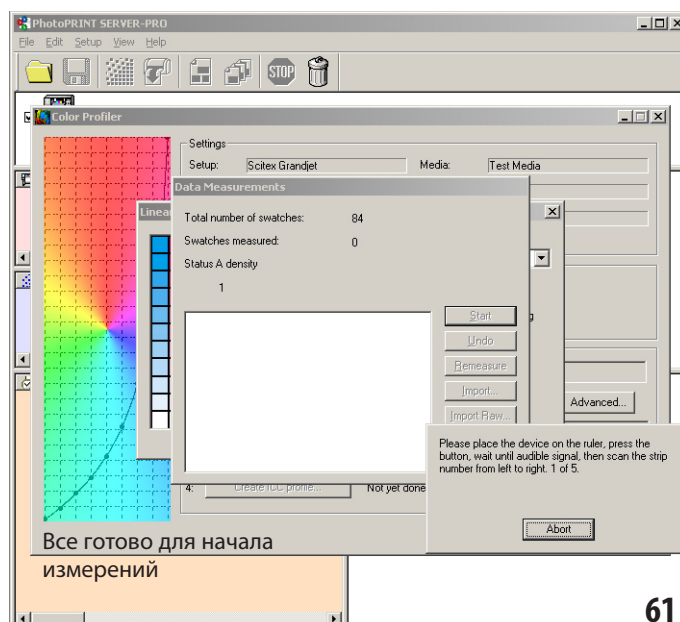 PhotoPRINT SERVER-PRO
File Edit Setup View Help
STOP
Color Profiler
Settings
Setup: Scitex Grandjet Media: Test Media
Data Measurements
Linear
Total number of swatches: 84
Swatches measured: 0
Status A density
1
Start
Undo
Remeasure
Import...
Import Raw...
Advanced...
Please place the device on the ruler, press the
button, wait until audible signal, then scan the strip
number from left to right. 1 of 5.
Abort
4: Create ICC profile... Not yet done
Все готово для начала
измерений
61